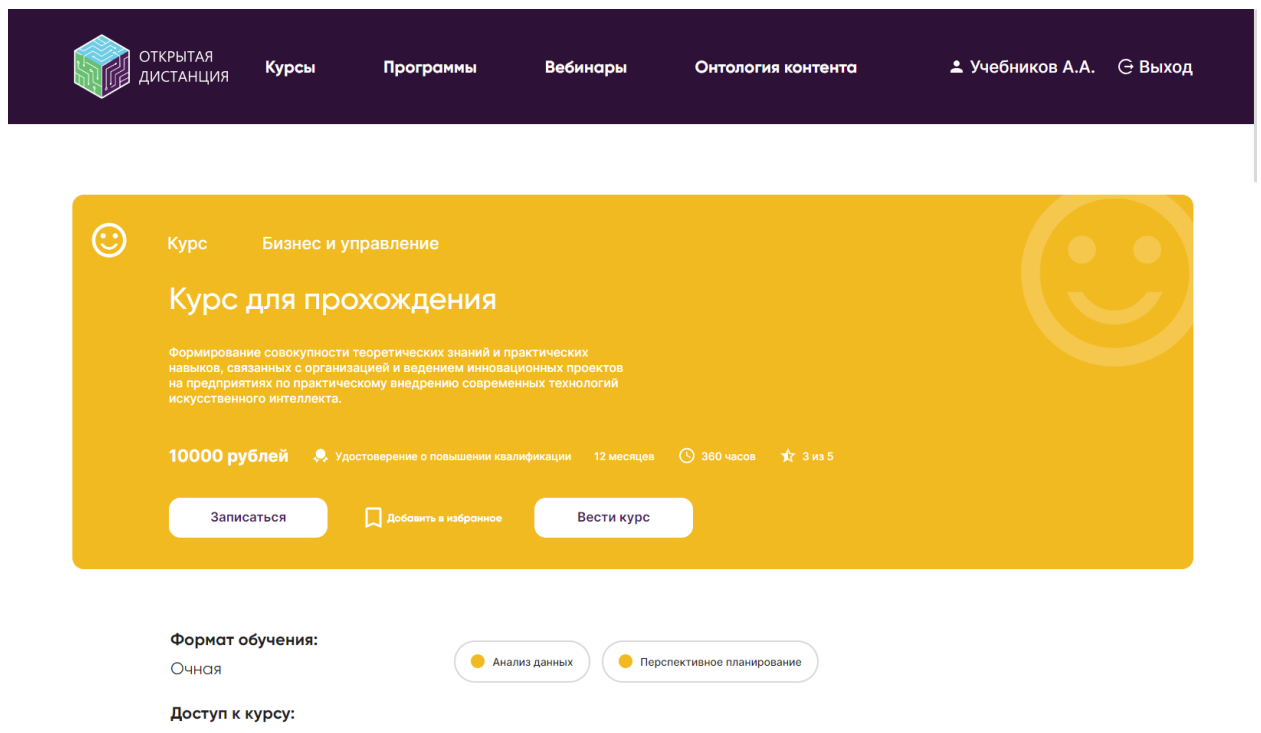 ОТКРЫТАЯ
ДИСТАНЦИЯ
Курсы Программы Вебинары Онтология контента Учебников А.А. Выход
Курс Бизнес и управление
Курс для прохождения
Формирование совокупности теоретических знаний и практических
навыков, связанных с организацией и ведением инновационных проектов
на предприятиях по практическому внедрению современных технологий
искусственного интеллекта.
10000 рублей Удостоверение о повышении квалификации 12 месяцев 360 часов 3 из 5
Записаться Добавить в избранное Вести курс
Формат обучения:
Очная
Анализ данных Перспективное планирование
Доступ к курсу: